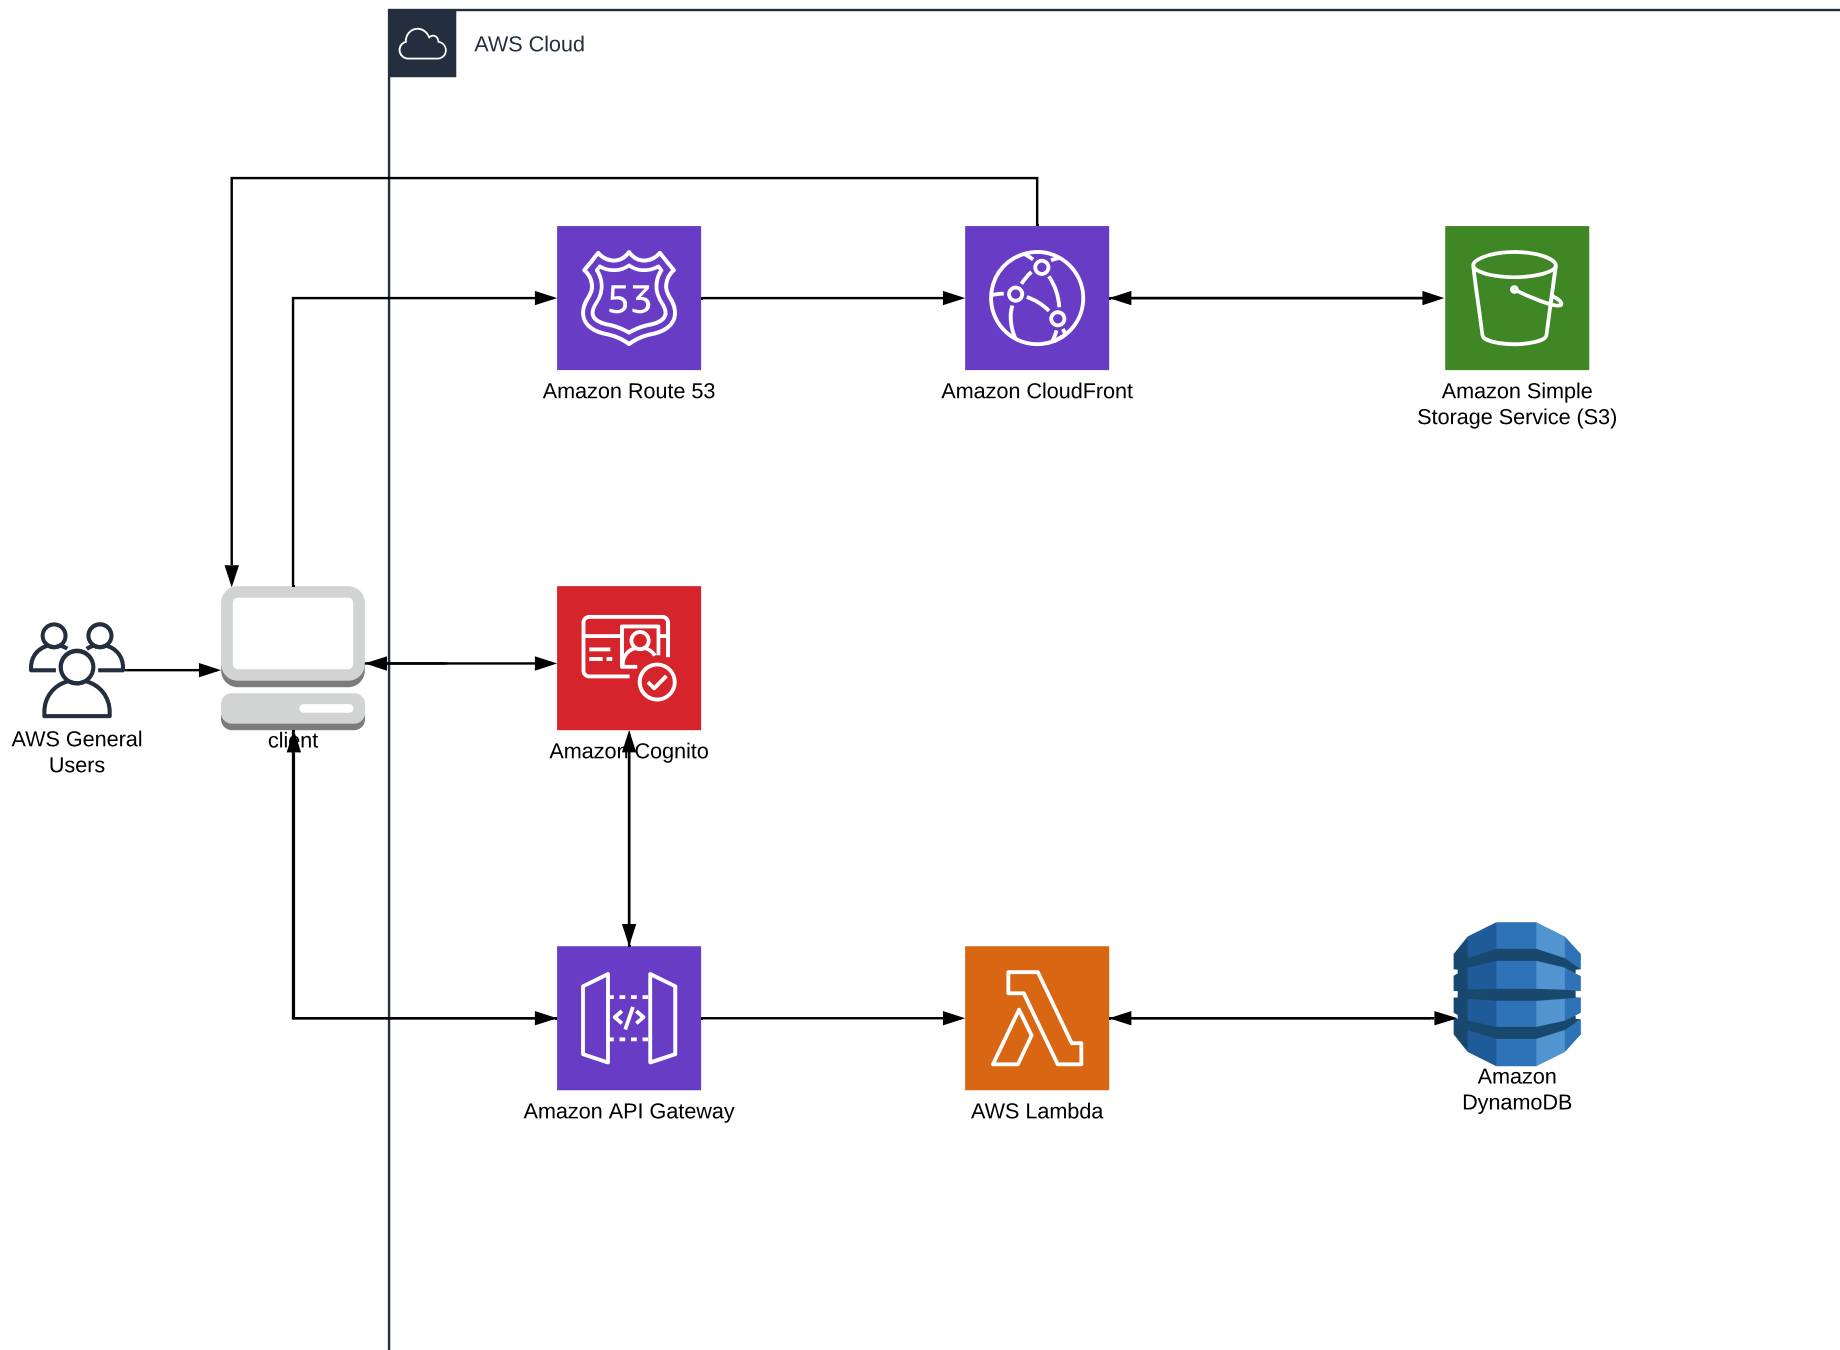 AWS Cloud
53
Amazon Route 53
Amazon CloudFront
Amazon Simple
Storage Service (S3)
AWS General
Users
client
Amazon Cognito
</>
Amazon API Gateway
AWS Lambda
Amazon
DynamoDB